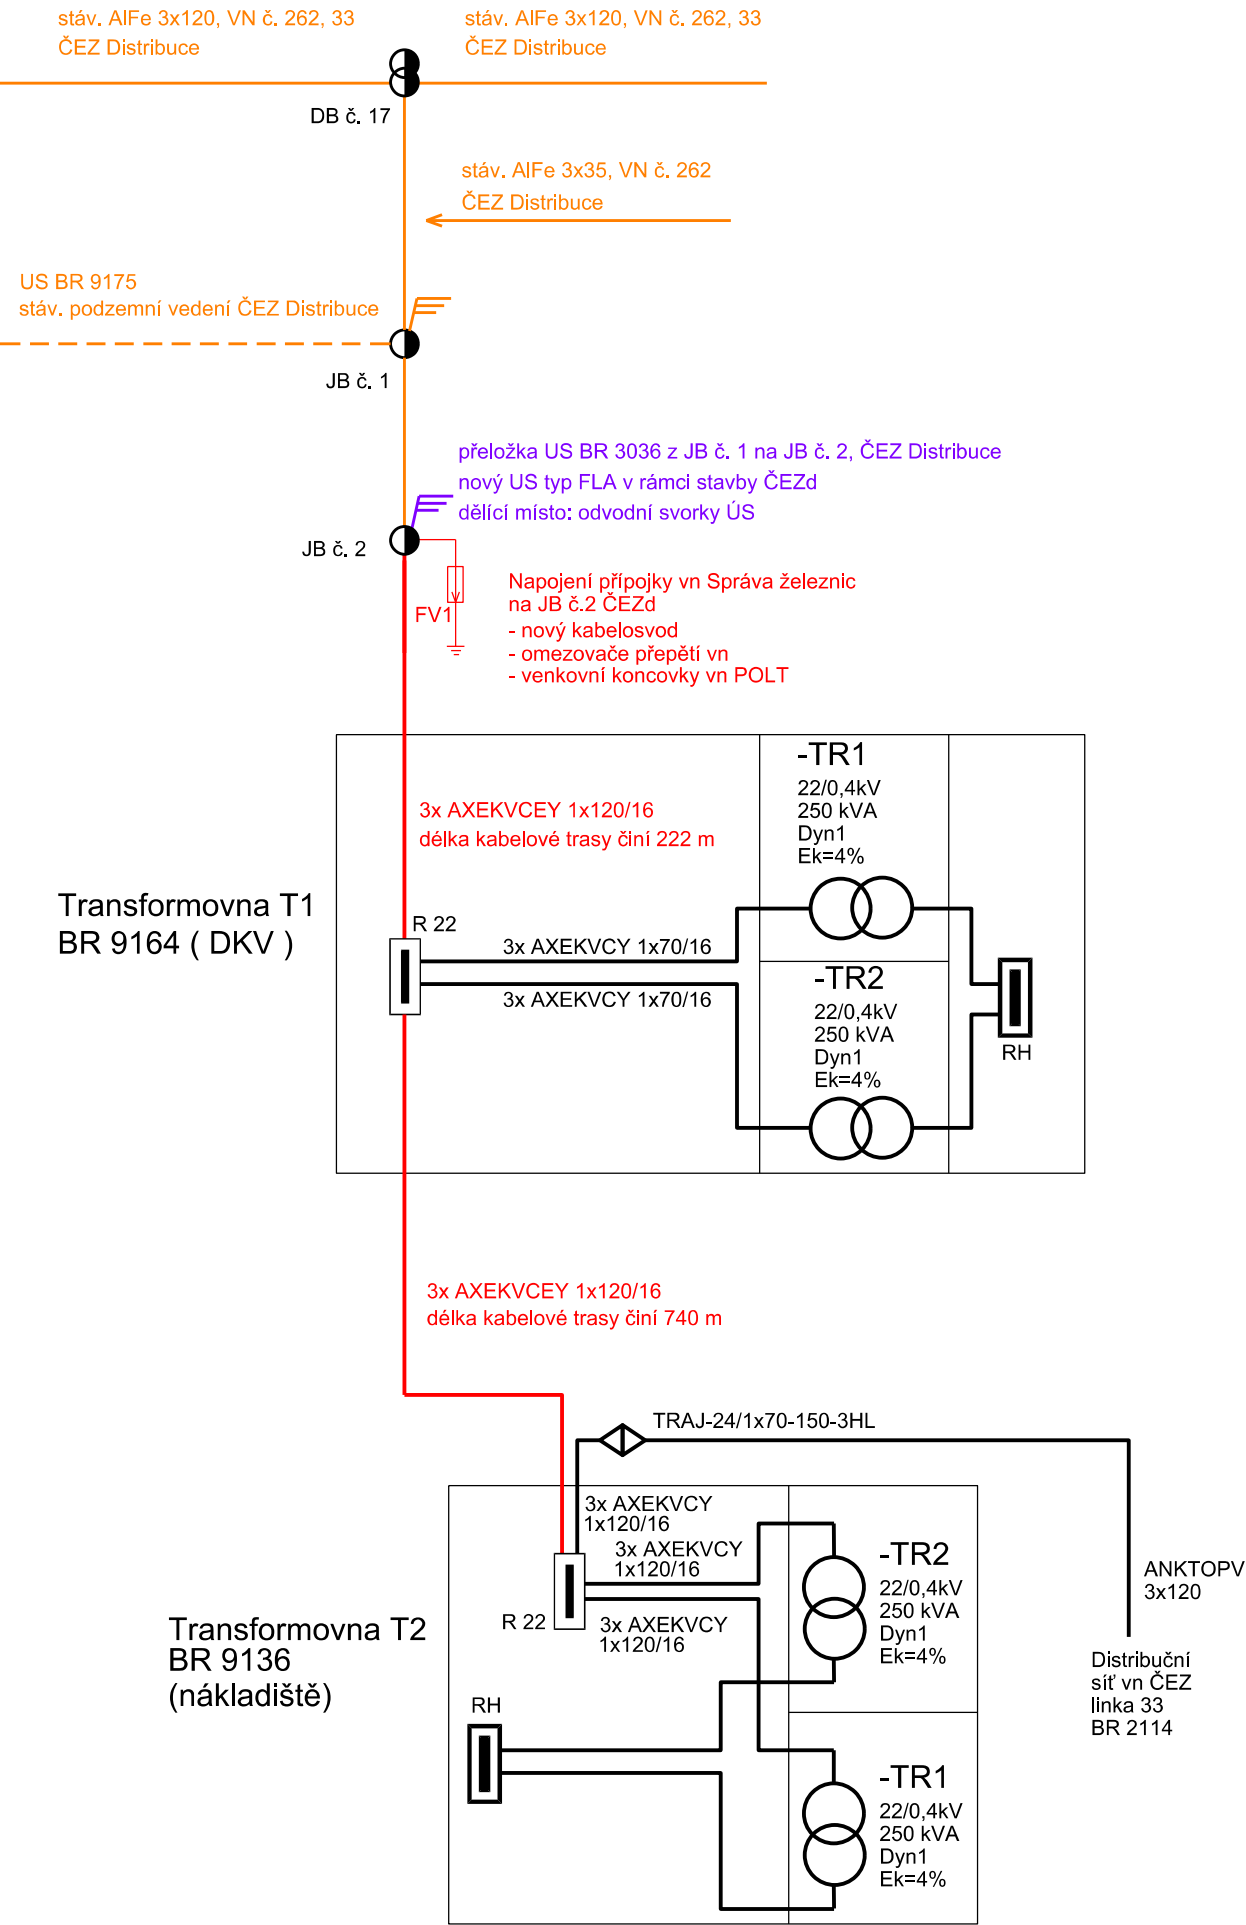 stáv. AlFe 3x120, VN č. 262, 33
ČEZ Distribuce
stáv. AlFe 3x120, VN č. 262, 33
ČEZ Distribuce
DB č. 17
stáv. AlFe 3x35, VN č. 262
ČEZ Distribuce
US BR 9175
stáv. podzemní vedení ČEZ Distribuce
JB č. 1
přeložka US BR 3036 z JB č. 1 na JB č. 2, ČEZ Distribuce
nový US typ FLA v rámci stavby ČEZd
dělící místo: odvodní svorky ÚS
JB č. 2
FV1
Napojení přípojky vn Správa železnic
na JB č.2 ČEZd
- nový kabelosvod
- omezovače přepětí vn
- venkovní koncovky vn POLT
-TR1
22/0,4kV
250 kVA
Dyn1
Ek=4%
3x AXEKVCEY 1x120/16
délka kabelové trasy činí 222 m
Transformovna T1
BR 9164 ( DKV )
R 22
3x AXEKVCY 1x70/16
3x AXEKVCY 1x70/16
-TR2
22/0,4kV
250 kVA
Dyn1
Ek=4%
RH
3x AXEKVCEY 1x120/16
délka kabelové trasy činí 740 m
TRAJ-24/1x70-150-3HL
3x AXEKVCY
1x120/16
3x AXEKVCY
1x120/16
R 22
3x AXEKVCY
1x120/16
-TR2
22/0,4kV
250 kVA
Dyn1
Ek=4%
ANKTOPV
3x120
Transformovna T2
BR 9136
(nákladiště)
Distribuční
síť vn ČEZ
linka 33
BR 2114
RH
-TR1
22/0,4kV
250 kVA
Dyn1
Ek=4%